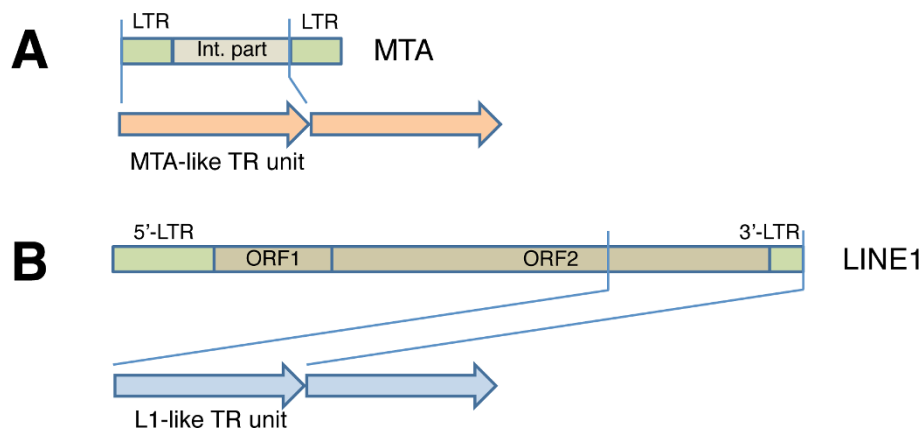 LTR LTR
A Int. part MTA
MTA-like TR unit
5’-LTR 3’-LTR
B ORF1 ORF2 LINE1
L1-like TR unit